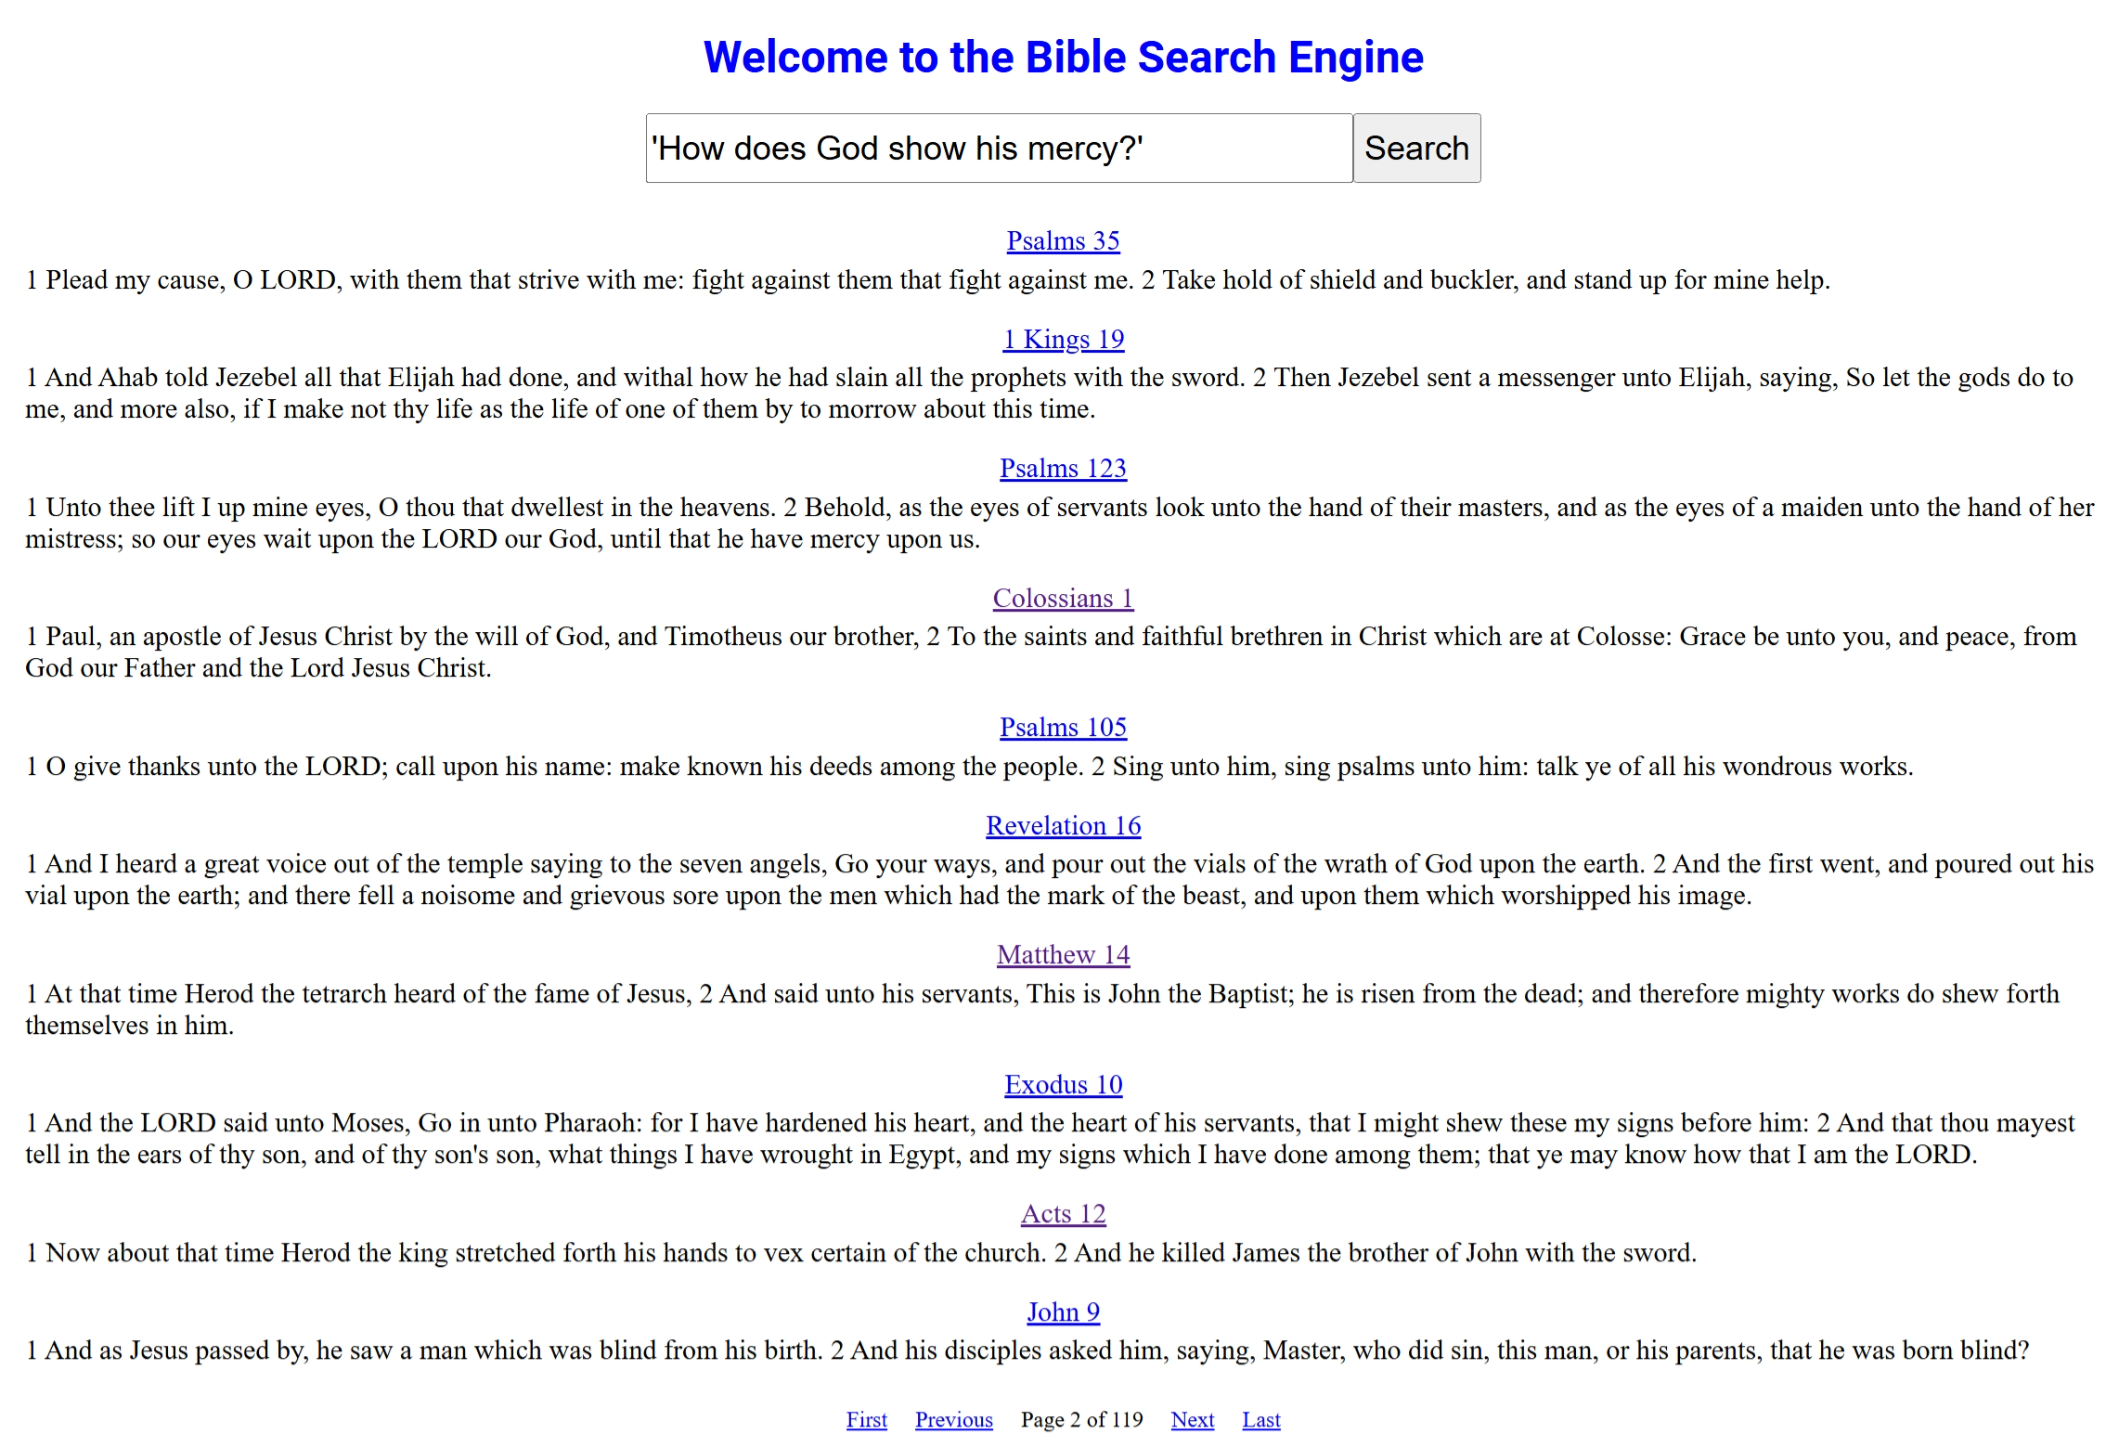 Welcome to the Bible Search Engine
'How does God show his mercy?' Search
Psalms 35
1 Plead my cause, O LORD, with them that strive with me: fight against them that fight against me. 2 Take hold of shield and buckler, and stand up for mine help.
1 Kings 19
1 And Ahab told Jezebel all that Elijah had done, and withal how he had slain all the prophets with the sword. 2 Then Jezebel sent a messenger unto Elijah, saying, So let the gods do to
me, and more also, if I make not thy life as the life of one of them by to morrow about this time.
Psalms 123
1 Unto thee lift I up mine eyes, O thou that dwellest in the heavens. 2 Behold, as the eyes of servants look unto the hand of their masters, and as the eyes of a maiden unto the hand of her
mistress; so our eyes wait upon the LORD our God, until that he have mercy upon us.
Colossians 1
1 Paul, an apostle of Jesus Christ by the will of God, and Timotheus our brother, 2 To the saints and faithful brethren in Christ which are at Colosse: Grace be unto you, and peace, from
God our Father and the Lord Jesus Christ.
Psalms 105
1 O give thanks unto the LORD; call upon his name: make known his deeds among the people. 2 Sing unto him, sing psalms unto him: talk ye of all his wondrous works.
Revelation 16
1 And I heard a great voice out of the temple saying to the seven angels, Go your ways, and pour out the vials of the wrath of God upon the earth. 2 And the first went, and poured out his
vial upon the earth; and there fell a noisome and grievous sore upon the men which had the mark of the beast, and upon them which worshipped his image.
Matthew 14
1 At that time Herod the tetrarch heard of the fame of Jesus, 2 And said unto his servants, This is John the Baptist; he is risen from the dead; and therefore mighty works do shew forth
themselves in him.
Exodus 10
1 And the LORD said unto Moses, Go in unto Pharaoh: for I have hardened his heart, and the heart of his servants, that I might shew these my signs before him: 2 And that thou mayest
tell in the ears of thy son, and of thy son's son, what things I have wrought in Egypt, and my signs which I have done among them; that ye may know how that I am the LORD.
Acts 12
1 Now about that time Herod the king stretched forth his hands to vex certain of the church. 2 And he killed James the brother of John with the sword.
John 9
1 And as Jesus passed by, he saw a man which was blind from his birth. 2 And his disciples asked him, saying, Master, who did sin, this man, or his parents, that he was born blind?
First Previous Page 2 of 119 Next Last